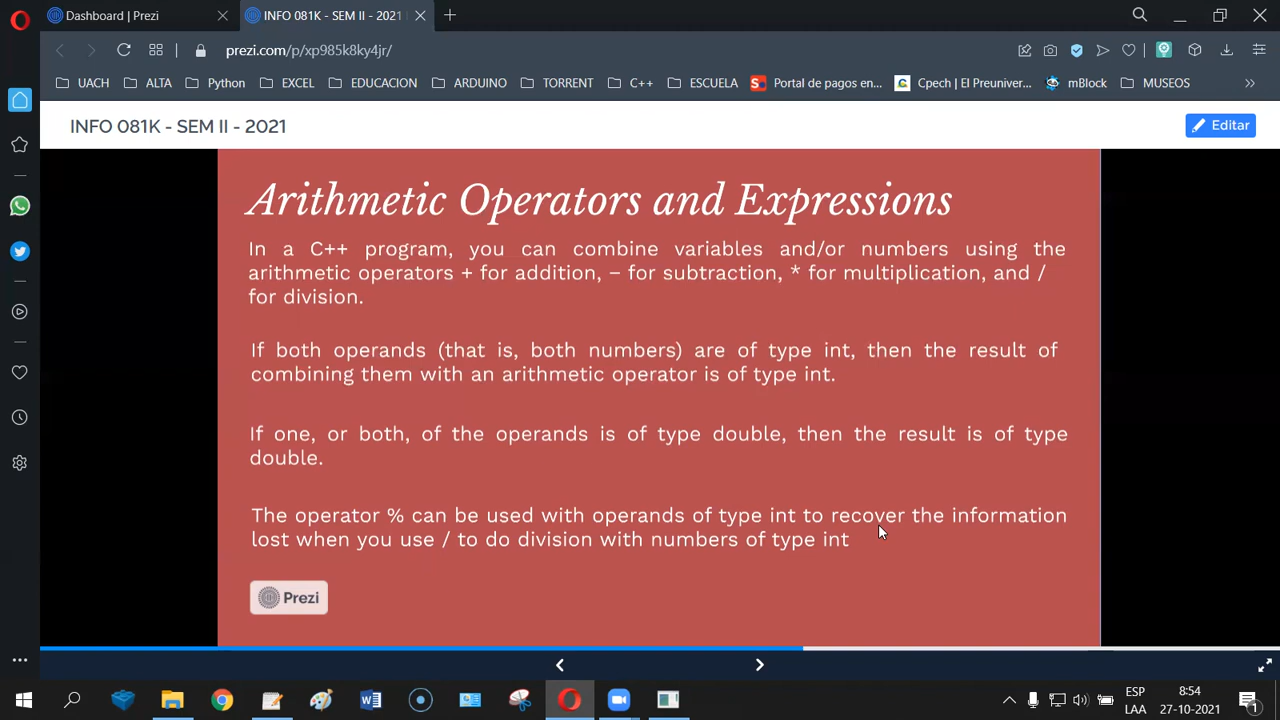 Dashboard | Prezi
INFO 081K - SEM II - 2021
prezi.com/p/xp985k8ky4jr/
UACH ALTA Python EXCEL EDUCACION ARDUINO TORRENT C++ ESCUELA Portal de pagos en... Cpech | El Preuniver... mBlock MUSEOS »
INFO 081K - SEM II - 2021
Editar
Arithmetic Operators and Expressions
In a C++ program, you can combine variables and/or numbers using the
arithmetic operators + for addition, − for subtraction, * for multiplication, and /
for division.
If both operands (that is, both numbers) are of type int, then the result of
combining them with an arithmetic operator is of type int.
If one, or both, of the operands is of type double, then the result is of type
double.
The operator % can be used with operands of type int to recover the information
lost when you use / to do division with numbers of type int
Prezi
ESP
LAA
8:54
27-10-2021
1